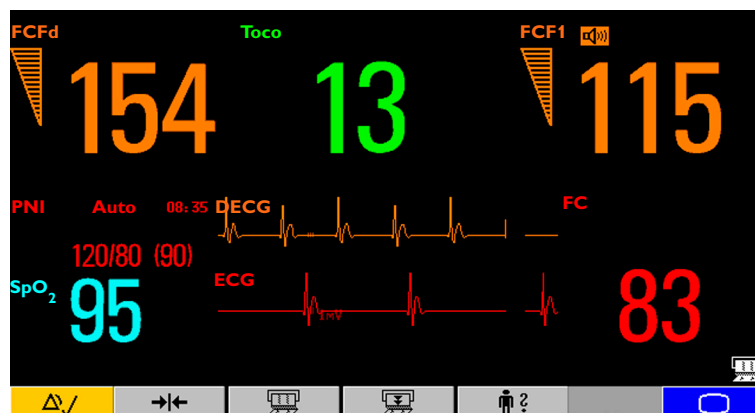 FCFd Toco FCF1
154 13 115
PNI Auto 08:35 DECG FC
120/80 (90)
SpO₂ 95 ECG 83
1MV
?